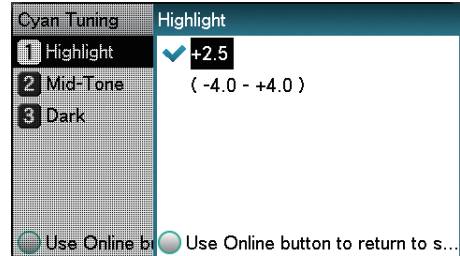 Cyan Tuning
1 Highlight
2 Mid-Tone
3 Dark
Use Online b
Highlight
+2.5
( -4.0 - +4.0 )
Use Online button to return to s...